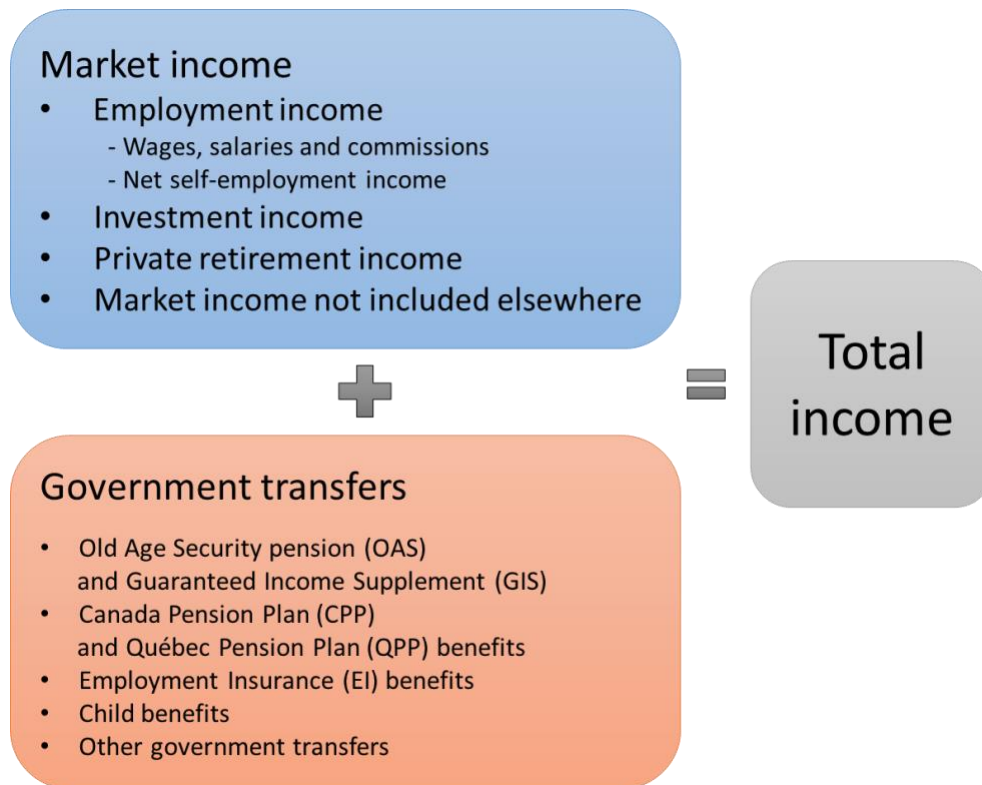 Market income
• Employment income
- Wages, salaries and commissions
- Net self-employment income
• Investment income
• Private retirement income
• Market income not included elsewhere
+
=
Total
income
Government transfers
• Old Age Security pension (OAS)
and Guaranteed Income Supplement (GIS)
• Canada Pension Plan (CPP)
and Québec Pension Plan (QPP) benefits
• Employment Insurance (EI) benefits
• Child benefits
• Other government transfers